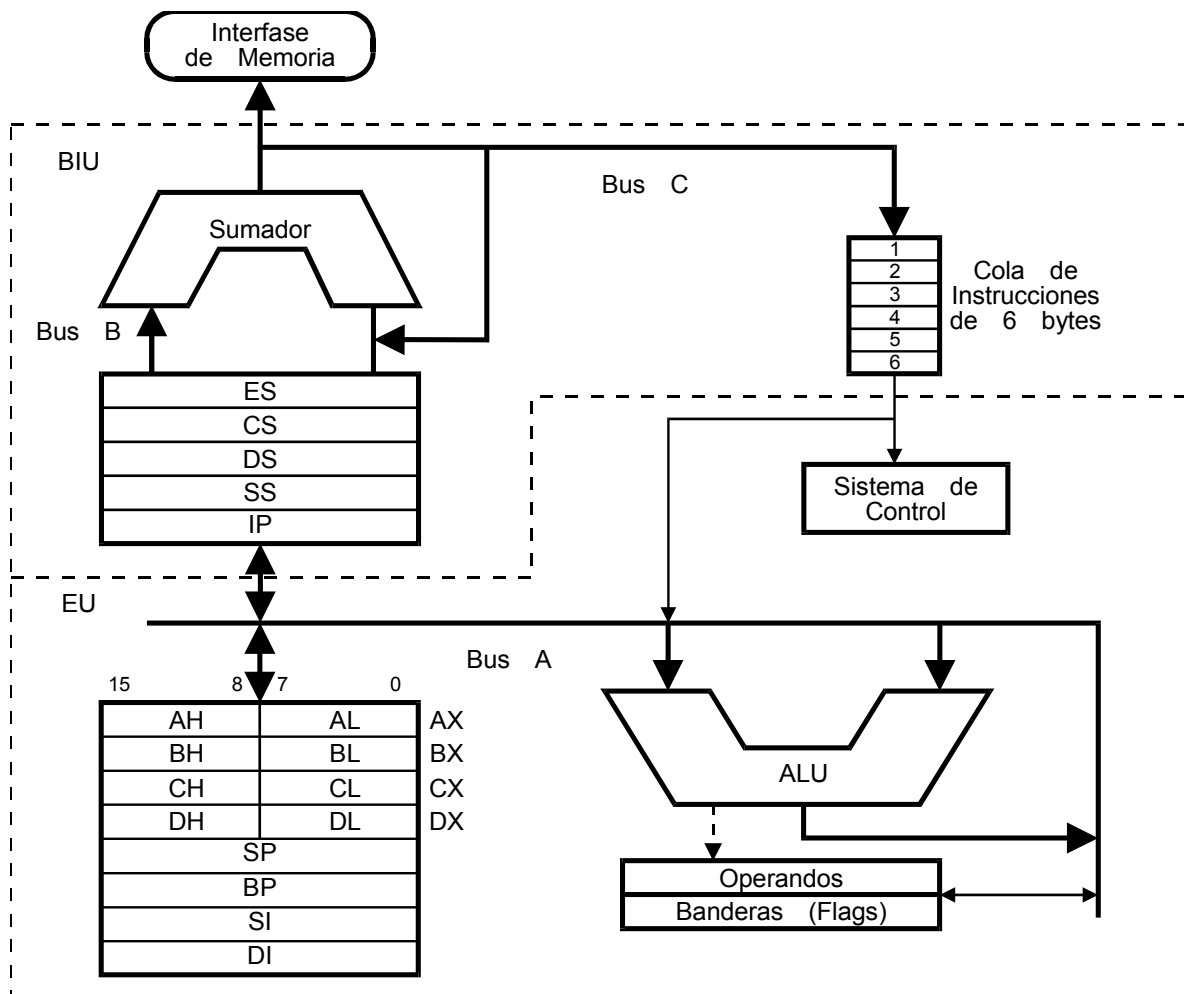 Interfase
de Memoria
BIU
Bus C
Sumador
1
2
3
4
5
6
Cola de
Instrucciones
de 6 bytes
Bus B
ES
CS
DS
SS
IP
Sistema de
Control
EU
Bus A
15 8 7 0
AH AL AX
BH BL BX
CH CL CX
DH DL DX
SP
BP
SI
DI
ALU
Operandos
Banderas (Flags)